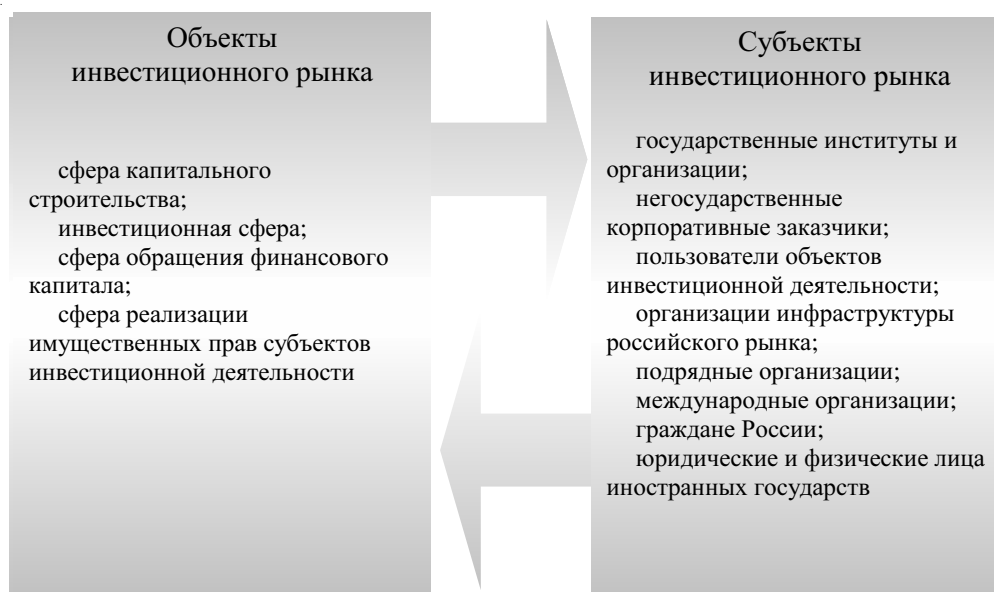 Объекты
инвестиционного рынка
сфера капитального
строительства;
инвестиционная сфера;
сфера обращения финансового
капитала;
сфера реализации
имущественных прав субъектов
инвестиционной деятельности
Субъекты
инвестиционного рынка
государственные институты и
организации;
негосударственные
корпоративные заказчики;
пользователи объектов
инвестиционной деятельности;
организации инфраструктуры
российского рынка;
подрядные организации;
международные организации;
граждане России;
юридические и физические лица
иностранных государств